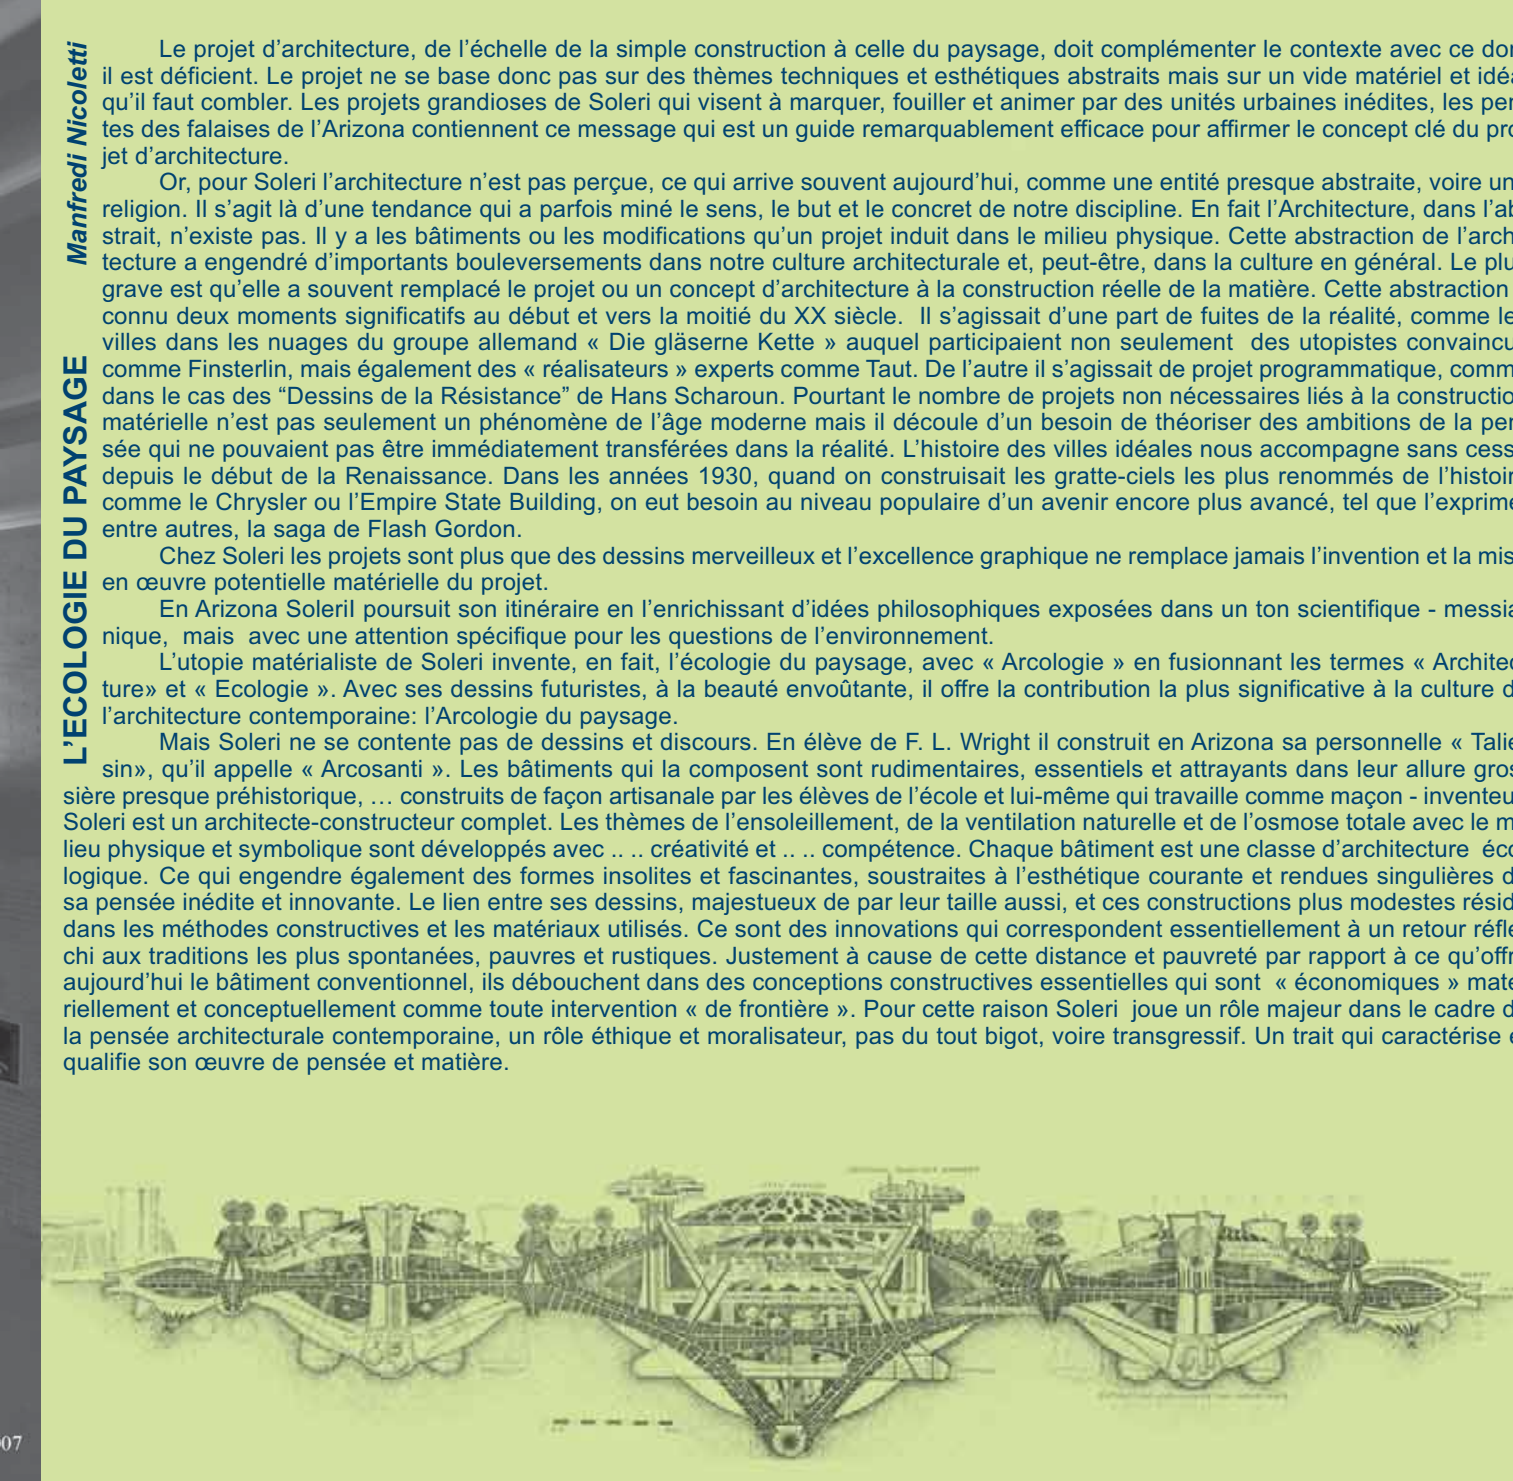 L’ECOLOGIE DU PAYSAGE
Manfredi Nicoletti
Le projet d’architecture, de l’échelle de la simple construction à celle du paysage, doit complémenter le contexte avec ce don
il est déficient. Le projet ne se base donc pas sur des thèmes techniques et esthétiques abstraits mais sur un vide matériel et idéa
qu’il faut combler. Les projets grandioses de Soleri qui visent à marquer, fouiller et animer par des unités urbaines inédites, les pen
tes des falaises de l’Arizona contiennent ce message qui est un guide remarquablement efficace pour affirmer le concept clé du pro
jet d’architecture.
Or, pour Soleri l’architecture n’est pas perçue, ce qui arrive souvent aujourd’hui, comme une entité presque abstraite, voire un
religion. Il s’agit là d’une tendance qui a parfois miné le sens, le but et le concret de notre discipline. En fait l’Architecture, dans l’ab
strait, n’existe pas. Il y a les bâtiments ou les modifications qu’un projet induit dans le milieu physique. Cette abstraction de l’archi
tecture a engendré d’importants bouleversements dans notre culture architecturale et, peut-être, dans la culture en général. Le plu
grave est qu’elle a souvent remplacé le projet ou un concept d’architecture à la construction réelle de la matière. Cette abstraction
connu deux moments significatifs au début et vers la moitié du XX siècle.  Il s’agissait d’une part de fuites de la réalité, comme le
villes dans les nuages du groupe allemand « Die gläserne Kette » auquel participaient non seulement  des utopistes convaincu
comme Finsterlin, mais également des « réalisateurs » experts comme Taut. De l’autre il s’agissait de projet programmatique, comm
dans le cas des “Dessins de la Résistance” de Hans Scharoun. Pourtant le nombre de projets non nécessaires liés à la constructio
matérielle n’est pas seulement un phénomène de l’âge moderne mais il découle d’un besoin de théoriser des ambitions de la pen
sée qui ne pouvaient pas être immédiatement transférées dans la réalité. L’histoire des villes idéales nous accompagne sans cess
depuis le début de la Renaissance. Dans les années 1930, quand on construisait les gratte-ciels les plus renommés de l’histoir
comme le Chrysler ou l’Empire State Building, on eut besoin au niveau populaire d’un avenir encore plus avancé, tel que l’exprime
entre autres, la saga de Flash Gordon.
Chez Soleri les projets sont plus que des dessins merveilleux et l’excellence graphique ne remplace jamais l’invention et la mis
en œuvre potentielle matérielle du projet.
En Arizona SoleriI poursuit son itinéraire en l’enrichissant d’idées philosophiques exposées dans un ton scientifique - messia
nique,  mais  avec une attention spécifique pour les questions de l’environnement.
L’utopie matérialiste de Soleri invente, en fait, l’écologie du paysage, avec « Arcologie » en fusionnant les termes « Architec
ture» et « Ecologie ». Avec ses dessins futuristes, à la beauté envoûtante, il offre la contribution la plus significative à la culture d
l’architecture contemporaine: l’Arcologie du paysage.
Mais Soleri ne se contente pas de dessins et discours. En élève de F. L. Wright il construit en Arizona sa personnelle « Talie
sin», qu’il appelle « Arcosanti ». Les bâtiments qui la composent sont rudimentaires, essentiels et attrayants dans leur allure gros
sière presque préhistorique, … construits de façon artisanale par les élèves de l’école et lui-même qui travaille comme maçon - inventeu
Soleri est un architecte-constructeur complet. Les thèmes de l’ensoleillement, de la ventilation naturelle et de l’osmose totale avec le mi
lieu physique et symbolique sont développés avec .. .. créativité et .. .. compétence. Chaque bâtiment est une classe d’architecture  éco
logique. Ce qui engendre également des formes insolites et fascinantes, soustraites à l’esthétique courante et rendues singulières d
sa pensée inédite et innovante. Le lien entre ses dessins, majestueux de par leur taille aussi, et ces constructions plus modestes résid
dans les méthodes constructives et les matériaux utilisés. Ce sont des innovations qui correspondent essentiellement à un retour réflé
chi aux traditions les plus spontanées, pauvres et rustiques. Justement à cause de cette distance et pauvreté par rapport à ce qu’offr
aujourd’hui le bâtiment conventionnel, ils débouchent dans des conceptions constructives essentielles qui sont  « économiques » maté
riellement et conceptuellement comme toute intervention « de frontière ». Pour cette raison Soleri  joue un rôle majeur dans le cadre d
la pensée architecturale contemporaine, un rôle éthique et moralisateur, pas du tout bigot, voire transgressif. Un trait qui caractérise e
qualifie son œuvre de pensée et matière.
07